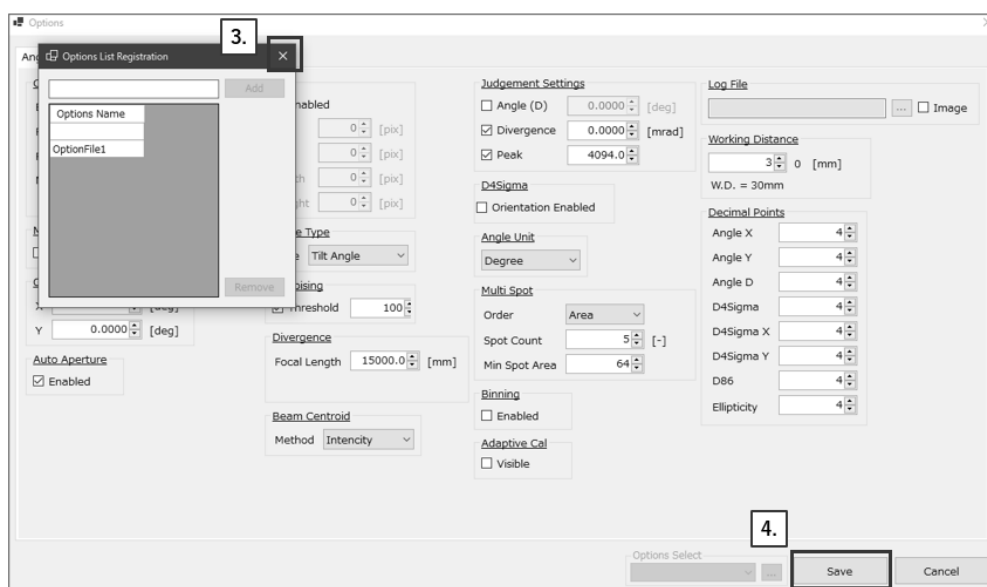 Options
3.
Options List Registration
Add
Options Name
OptionFile1
Remove
0 [pix]
0 [pix]
0 [pix]
0 [pix]
Tilt Angle
Threshold 100
X [deg]
Y 0.0000 [deg]
Auto Aperture
Enabled
Divergence
Focal Length 15000.0 [mm]
Beam Centroid
Method Intencity
Judgement Settings
Angle (D) 0.0000 [deg]
Divergence 0.0000 [mrad]
Peak 4094.0
D4Sigma
Orientation Enabled
Angle Unit
Degree
Multi Spot
Order Area
Spot Count 5 [-]
Min Spot Area 64
Binning
Enabled
Adaptive Cal
Visible
Log File
... Image
Working Distance
3 0 [mm]
W.D. = 30mm
Decimal Points
Angle X 4
Angle Y 4
Angle D 4
D4Sigma 4
D4Sigma X 4
D4Sigma Y 4
D86 4
Ellipticity 4
4.
Options Select
...
Save
Cancel